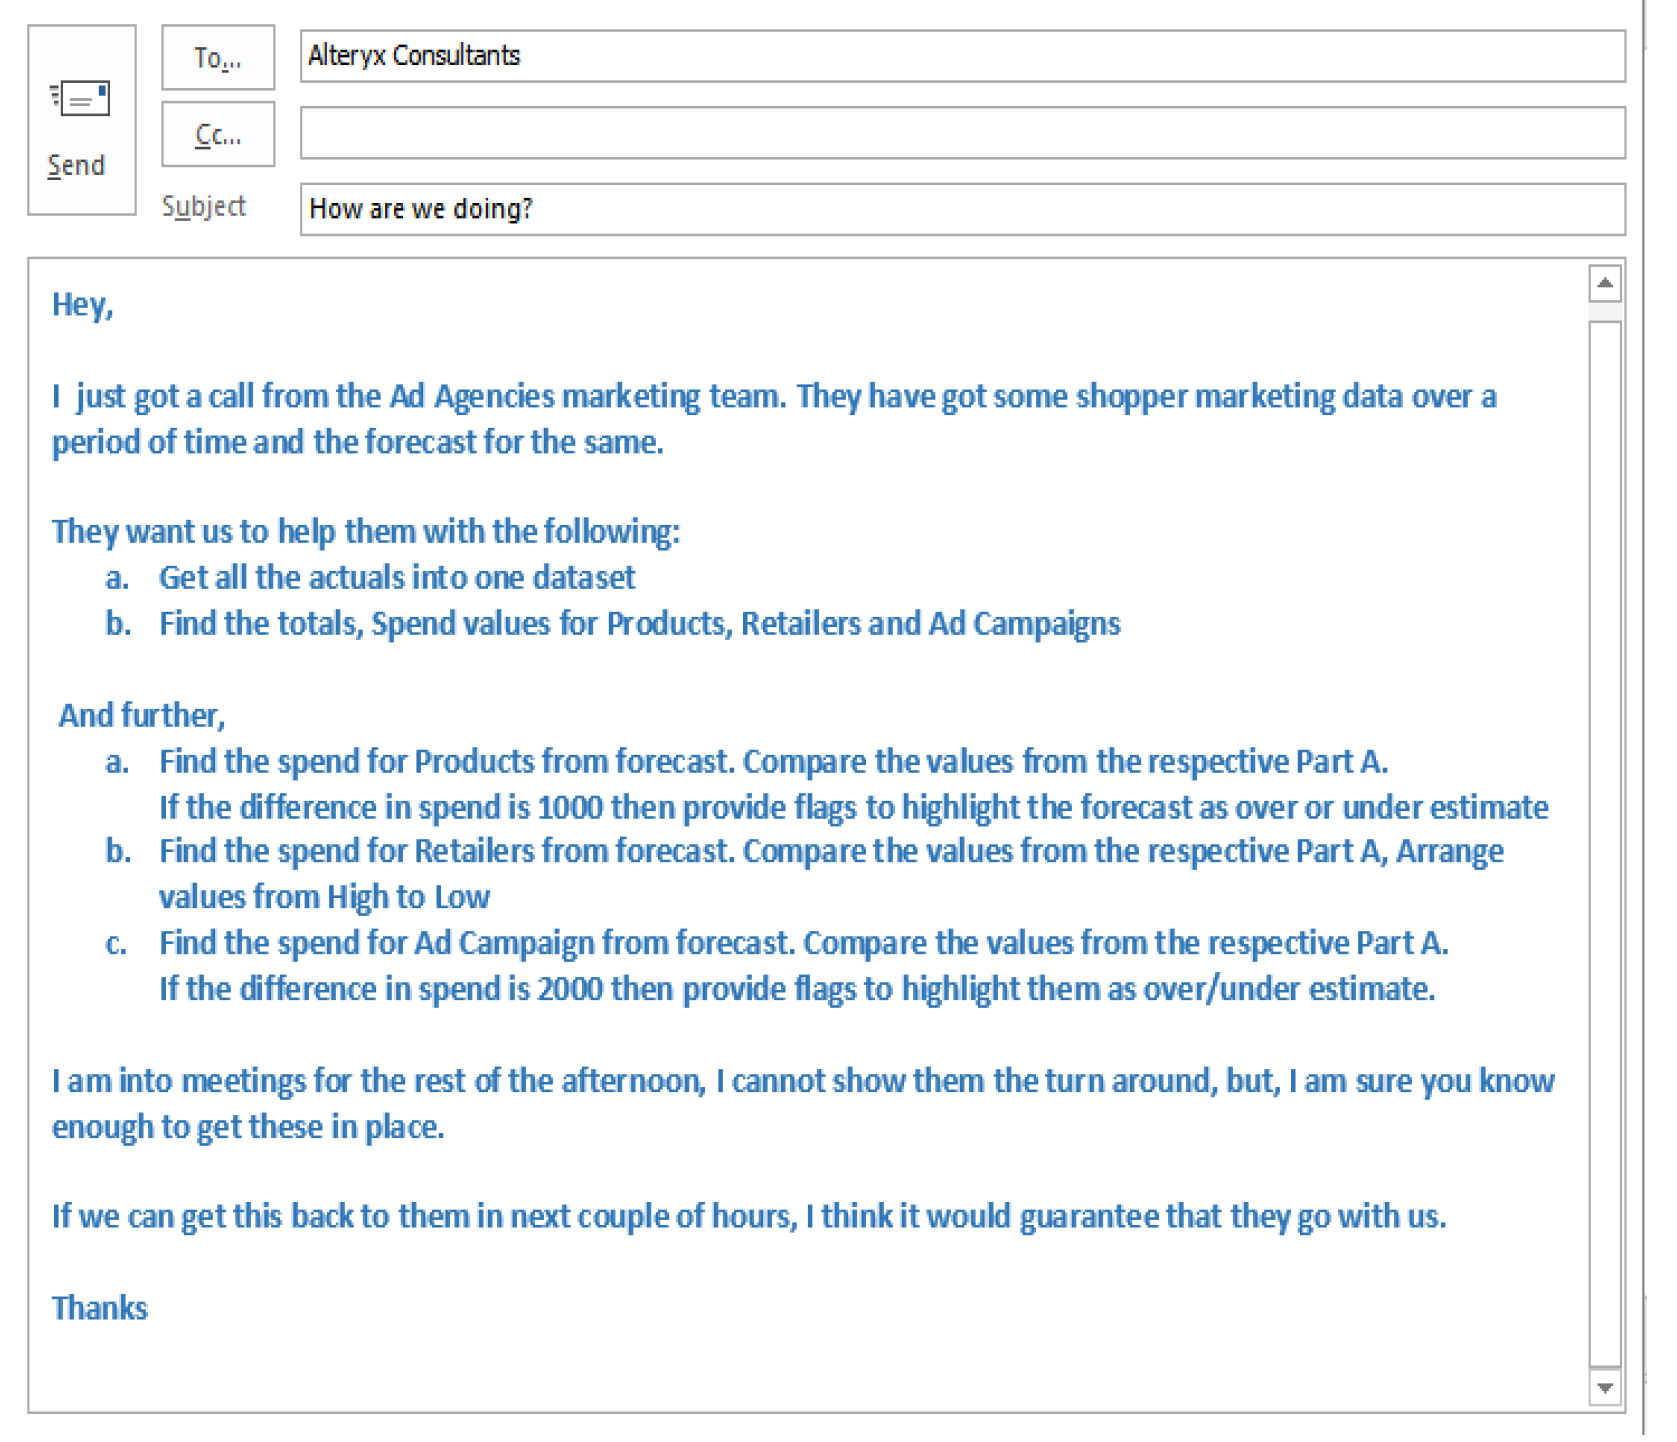 To...
Alteryx Consultants
Cc...
Send
Subject
How are we doing?
Hey,
I just got a call from the Ad Agencies marketing team. They have got some shopper marketing data over a
period of time and the forecast for the same.
They want us to help them with the following:
a. Get all the actuals into one dataset
b. Find the totals, Spend values for Products, Retailers and Ad Campaigns
And further,
a. Find the spend for Products from forecast. Compare the values from the respective Part A.
If the difference in spend is 1000 then provide flags to highlight the forecast as over or under estimate
b. Find the spend for Retailers from forecast. Compare the values from the respective Part A, Arrange
values from High to Low
c. Find the spend for Ad Campaign from forecast. Compare the values from the respective Part A.
If the difference in spend is 2000 then provide flags to highlight them as over/under estimate.
I am into meetings for the rest of the afternoon, I cannot show them the turn around, but, I am sure you know
enough to get these in place.
If we can get this back to them in next couple of hours, I think it would guarantee that they go with us.
Thanks